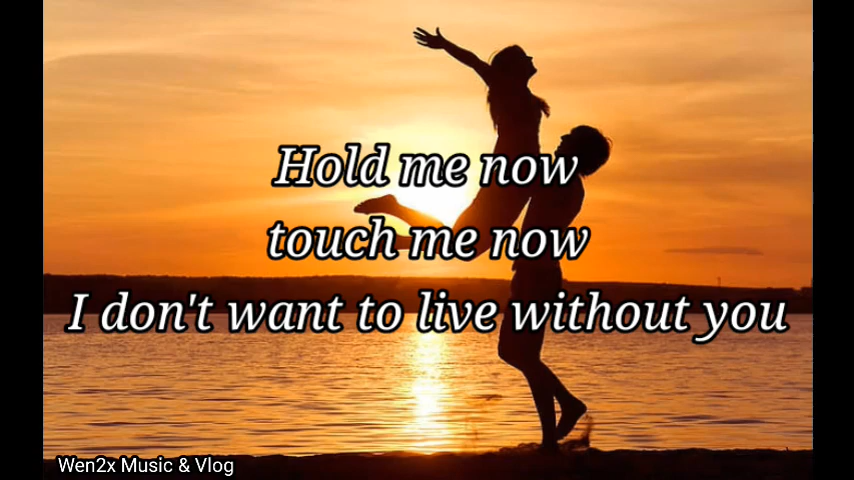 Hold me now
touch me now
I don't want to live without you
Wen2x Music & Vlog